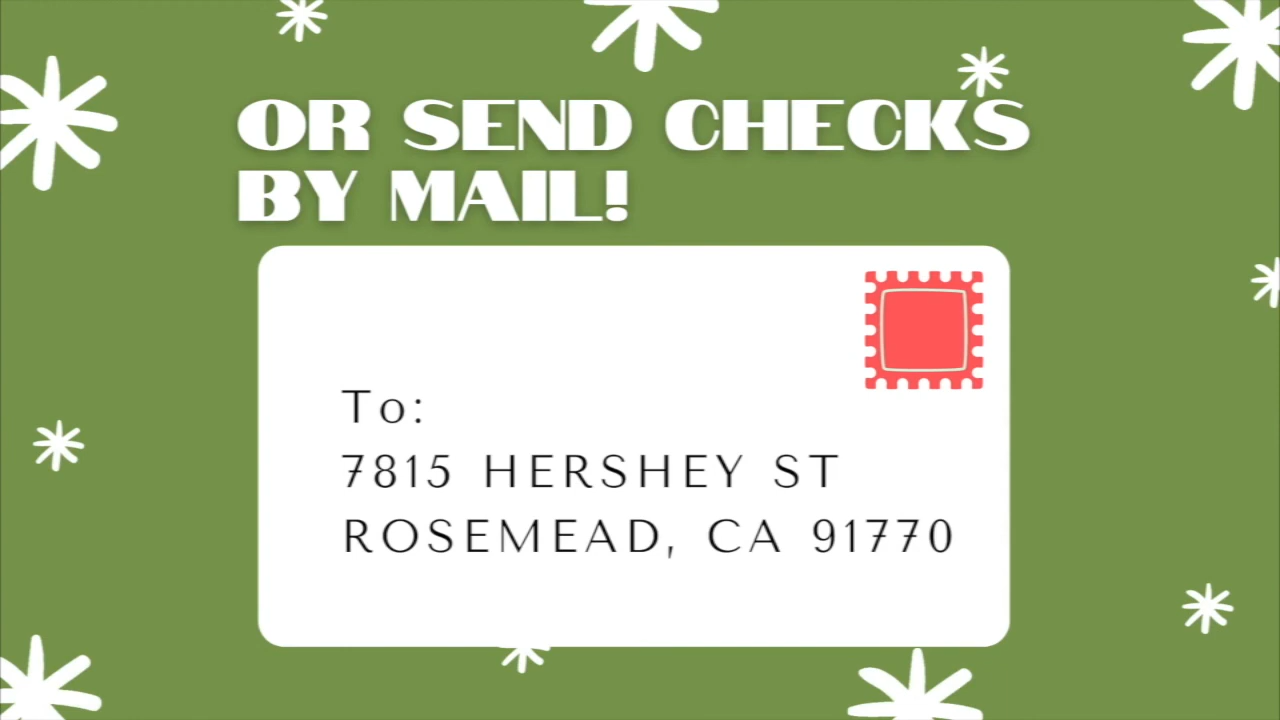 OR SEND CHECKS
BY MAIL!
To:
7815 HERSHEY ST
ROSEMEAD, CA 91770